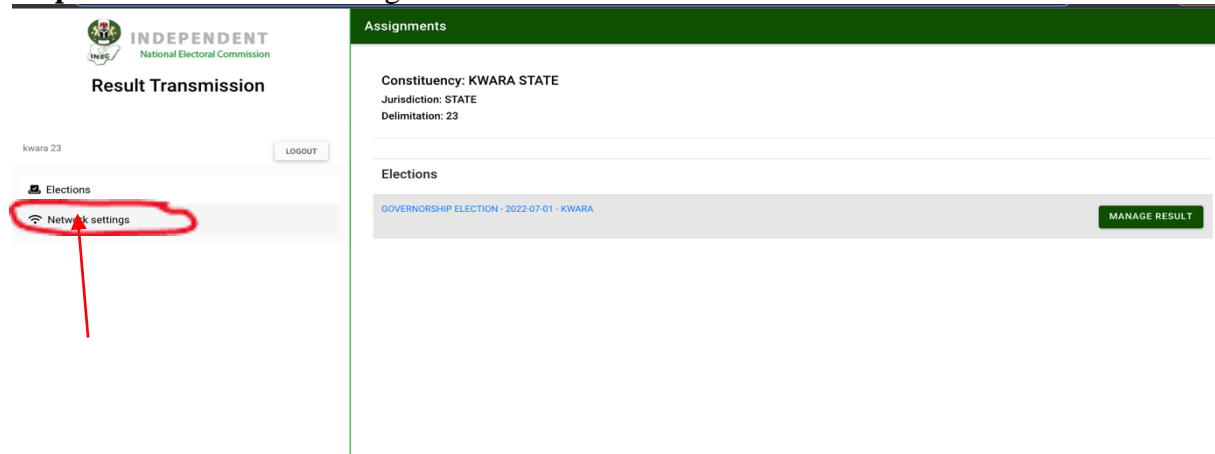 INDEPENDENT
National Electoral Commission
INEC
Result Transmission
kwara 23
LOGOUT
Elections
Network settings
Assignments
Constituency: KWARA STATE
Jurisdiction: STATE
Delimitation: 23
Elections
GOVERNORSHIP ELECTION - 2022-07-01 - KWARA
MANAGE RESULT